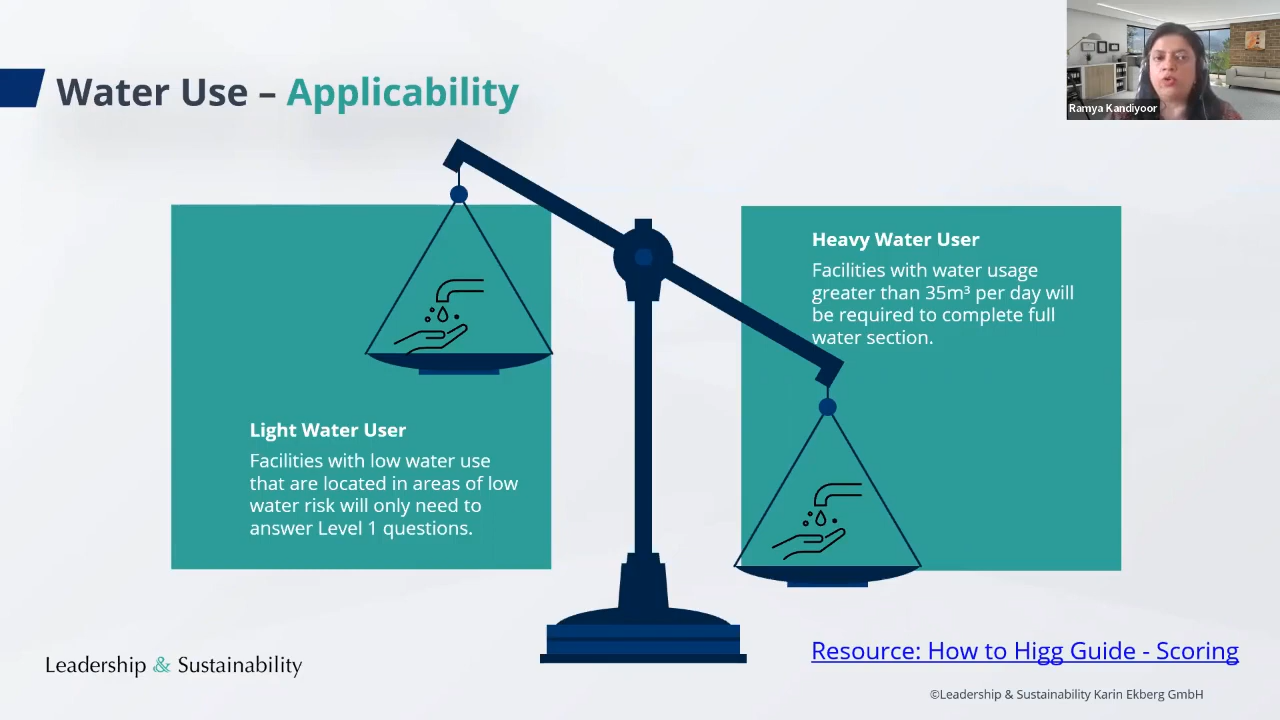 Water Use – Applicability
Ramya Kandiyoor
Heavy Water User
Facilities with water usage
greater than 35m³ per day will
be required to complete full
water section.
Light Water User
Facilities with low water use
that are located in areas of low
water risk will only need to
answer Level 1 questions.
Resource: How to Higg Guide - Scoring
Leadership & Sustainability
©Leadership & Sustainability Karin Ekberg GmbH